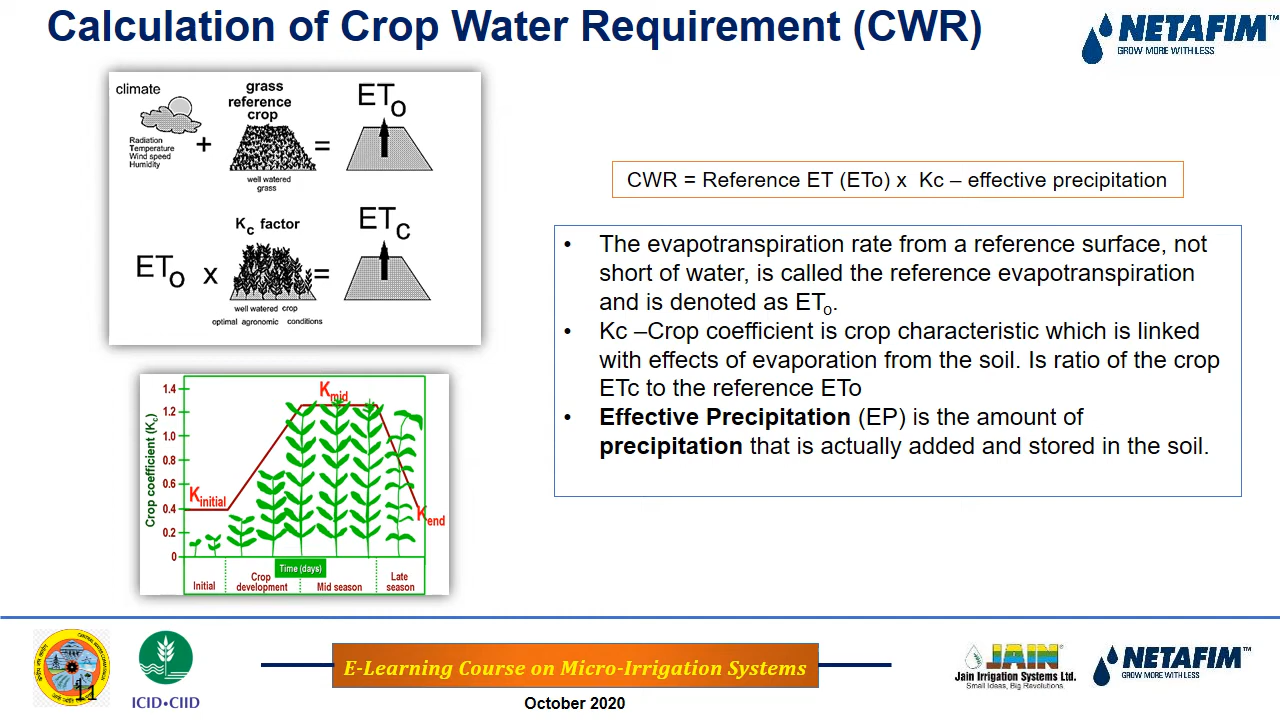 Calculation of Crop Water Requirement (CWR)
NETAFIM™
GROW MORE WITH LESS
climate
Radiation
Temperature
Wind speed
Humidity
+
grass
reference
crop
well watered
grass
=
ETo
ETo
x
Kc factor
well watered crop
optimal agronomic conditions
=
ETc
CWR = Reference ET (ETo) x Kc – effective precipitation
• The evapotranspiration rate from a reference surface, not
short of water, is called the reference evapotranspiration
and is denoted as ETo.
• Kc –Crop coefficient is crop characteristic which is linked
with effects of evaporation from the soil. Is ratio of the crop
ETc to the reference ETo
• Effective Precipitation (EP) is the amount of
precipitation that is actually added and stored in the soil.
Crop coefficient (Kc)
1.4
1.2
1.0
0.8
0.6
0.4
0.2
0
Kinitial
Kmid
Kend
Time (days)
Initial
Crop
development
Mid season
Late
season
11
ICID•CIID
E-Learning Course on Micro-Irrigation Systems
October 2020
JAIN®
Jain Irrigation Systems Ltd.
Small Ideas, Big Revolutions.
NETAFIM™
GROW MORE WITH LESS